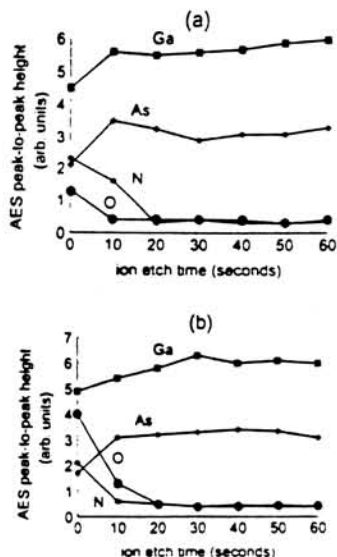 (a)
AES peak-to-peak height
(arb. units)
6
5
4
3
2
1
0
Ga
As
N
O
0 10 20 30 40 50 60
ion etch time (seconds)
(b)
AES peak-to-peak height
(arb. units)
7
6
5
4
3
2
1
0
Ga
As
O
N
0 10 20 30 40 50 60
ion etch time (seconds)